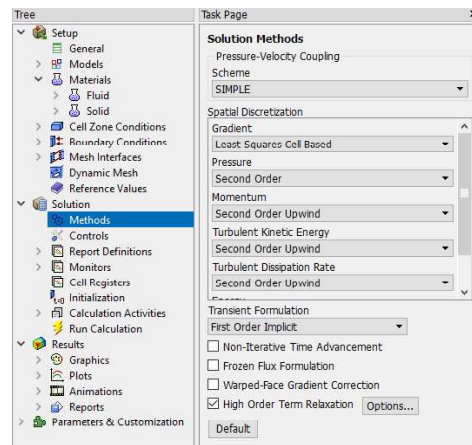 Tree
Setup
General
Models
Materials
Fluid
Solid
Cell Zone Conditions
Boundary Conditions
Mesh Interfaces
Dynamic Mesh
Reference Values
Solution
Methods
Controls
Report Definitions
Monitors
Cell Registers
Initialization
Calculation Activities
Run Calculation
Results
Graphics
Plots
Animations
Reports
Parameters & Customization
Task Page
Solution Methods
Pressure-Velocity Coupling
Scheme
SIMPLE
Spatial Discretization
Gradient
Least Squares Cell Based
Pressure
Second Order
Momentum
Second Order Upwind
Turbulent Kinetic Energy
Second Order Upwind
Turbulent Dissipation Rate
Second Order Upwind
Energy
Transient Formulation
First Order Implicit
Non-Iterative Time Advancement
Frozen Flux Formulation
Warped-Face Gradient Correction
High Order Term Relaxation Options...
Default